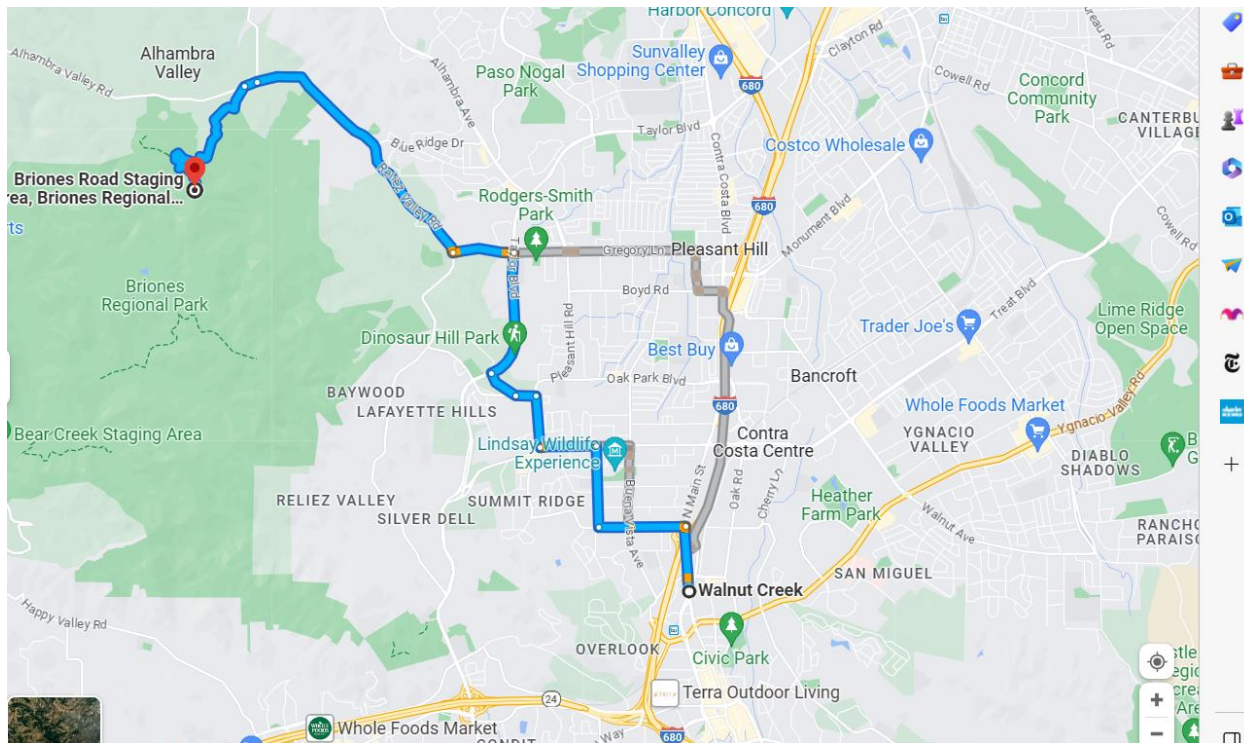 Harbor Concord
Alhambra
Valley
Alhambra Valley Rd
Alhambra Ave
Paso Nogal
Park
Sunvalley
Shopping Center
680
Clayton Rd
Cowell Rd
Concord
Community
Park
CANTERBU
VILLAGE
Taylor Blvd
Contra Costa Blvd
Costco Wholesale
Blue Ridge Dr
Briones Road Staging
rea, Briones Regional...
rts
Reliez Valley Rd
Rodgers-Smith
Park
680
Monument Blvd
Cowell Rd
Taylor Blvd
Gregory Ln
Pleasant Hill
Briones
Regional Park
Boyd Rd
Treat Blvd
Lime Ridge
Open Space
Dinosaur Hill Park
Pleasant Hill Rd
Trader Joe's
Best Buy
Oak Park Blvd
Bancroft
BAYWOOD
LAFAYETTE HILLS
680
Whole Foods Market
Ygnacio Valley Rd
Bear Creek Staging Area
Lindsay Wildlife
Experience
Contra
Costa Centre
YGNACIO
VALLEY
DIABLO
SHADOWS
B
G
RELIEZ VALLEY
SUMMIT RIDGE
SILVER DELL
Buena Vista Ave
N Main St
Oak Rd
Cherry Ln
Heather
Farm Park
Walnut Ave
RANCHO
PARAISO
SAN MIGUEL
Walnut Creek
Happy Valley Rd
OVERLOOK
Civic Park
24
Terra Outdoor Living
Whole Foods Market
680
Way
CONDIT